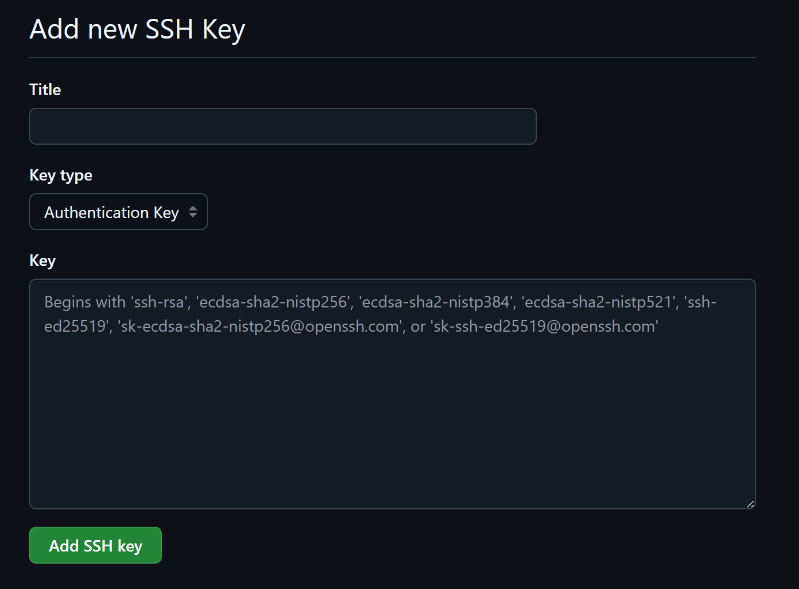 Add new SSH Key
Title
Key type
Authentication Key
Key
Begins with 'ssh-rsa', 'ecdsa-sha2-nistp256', 'ecdsa-sha2-nistp384', 'ecdsa-sha2-nistp521', 'ssh-
ed25519', 'sk-ecdsa-sha2-nistp256@openssh.com', or 'sk-ssh-ed25519@openssh.com'
Add SSH key